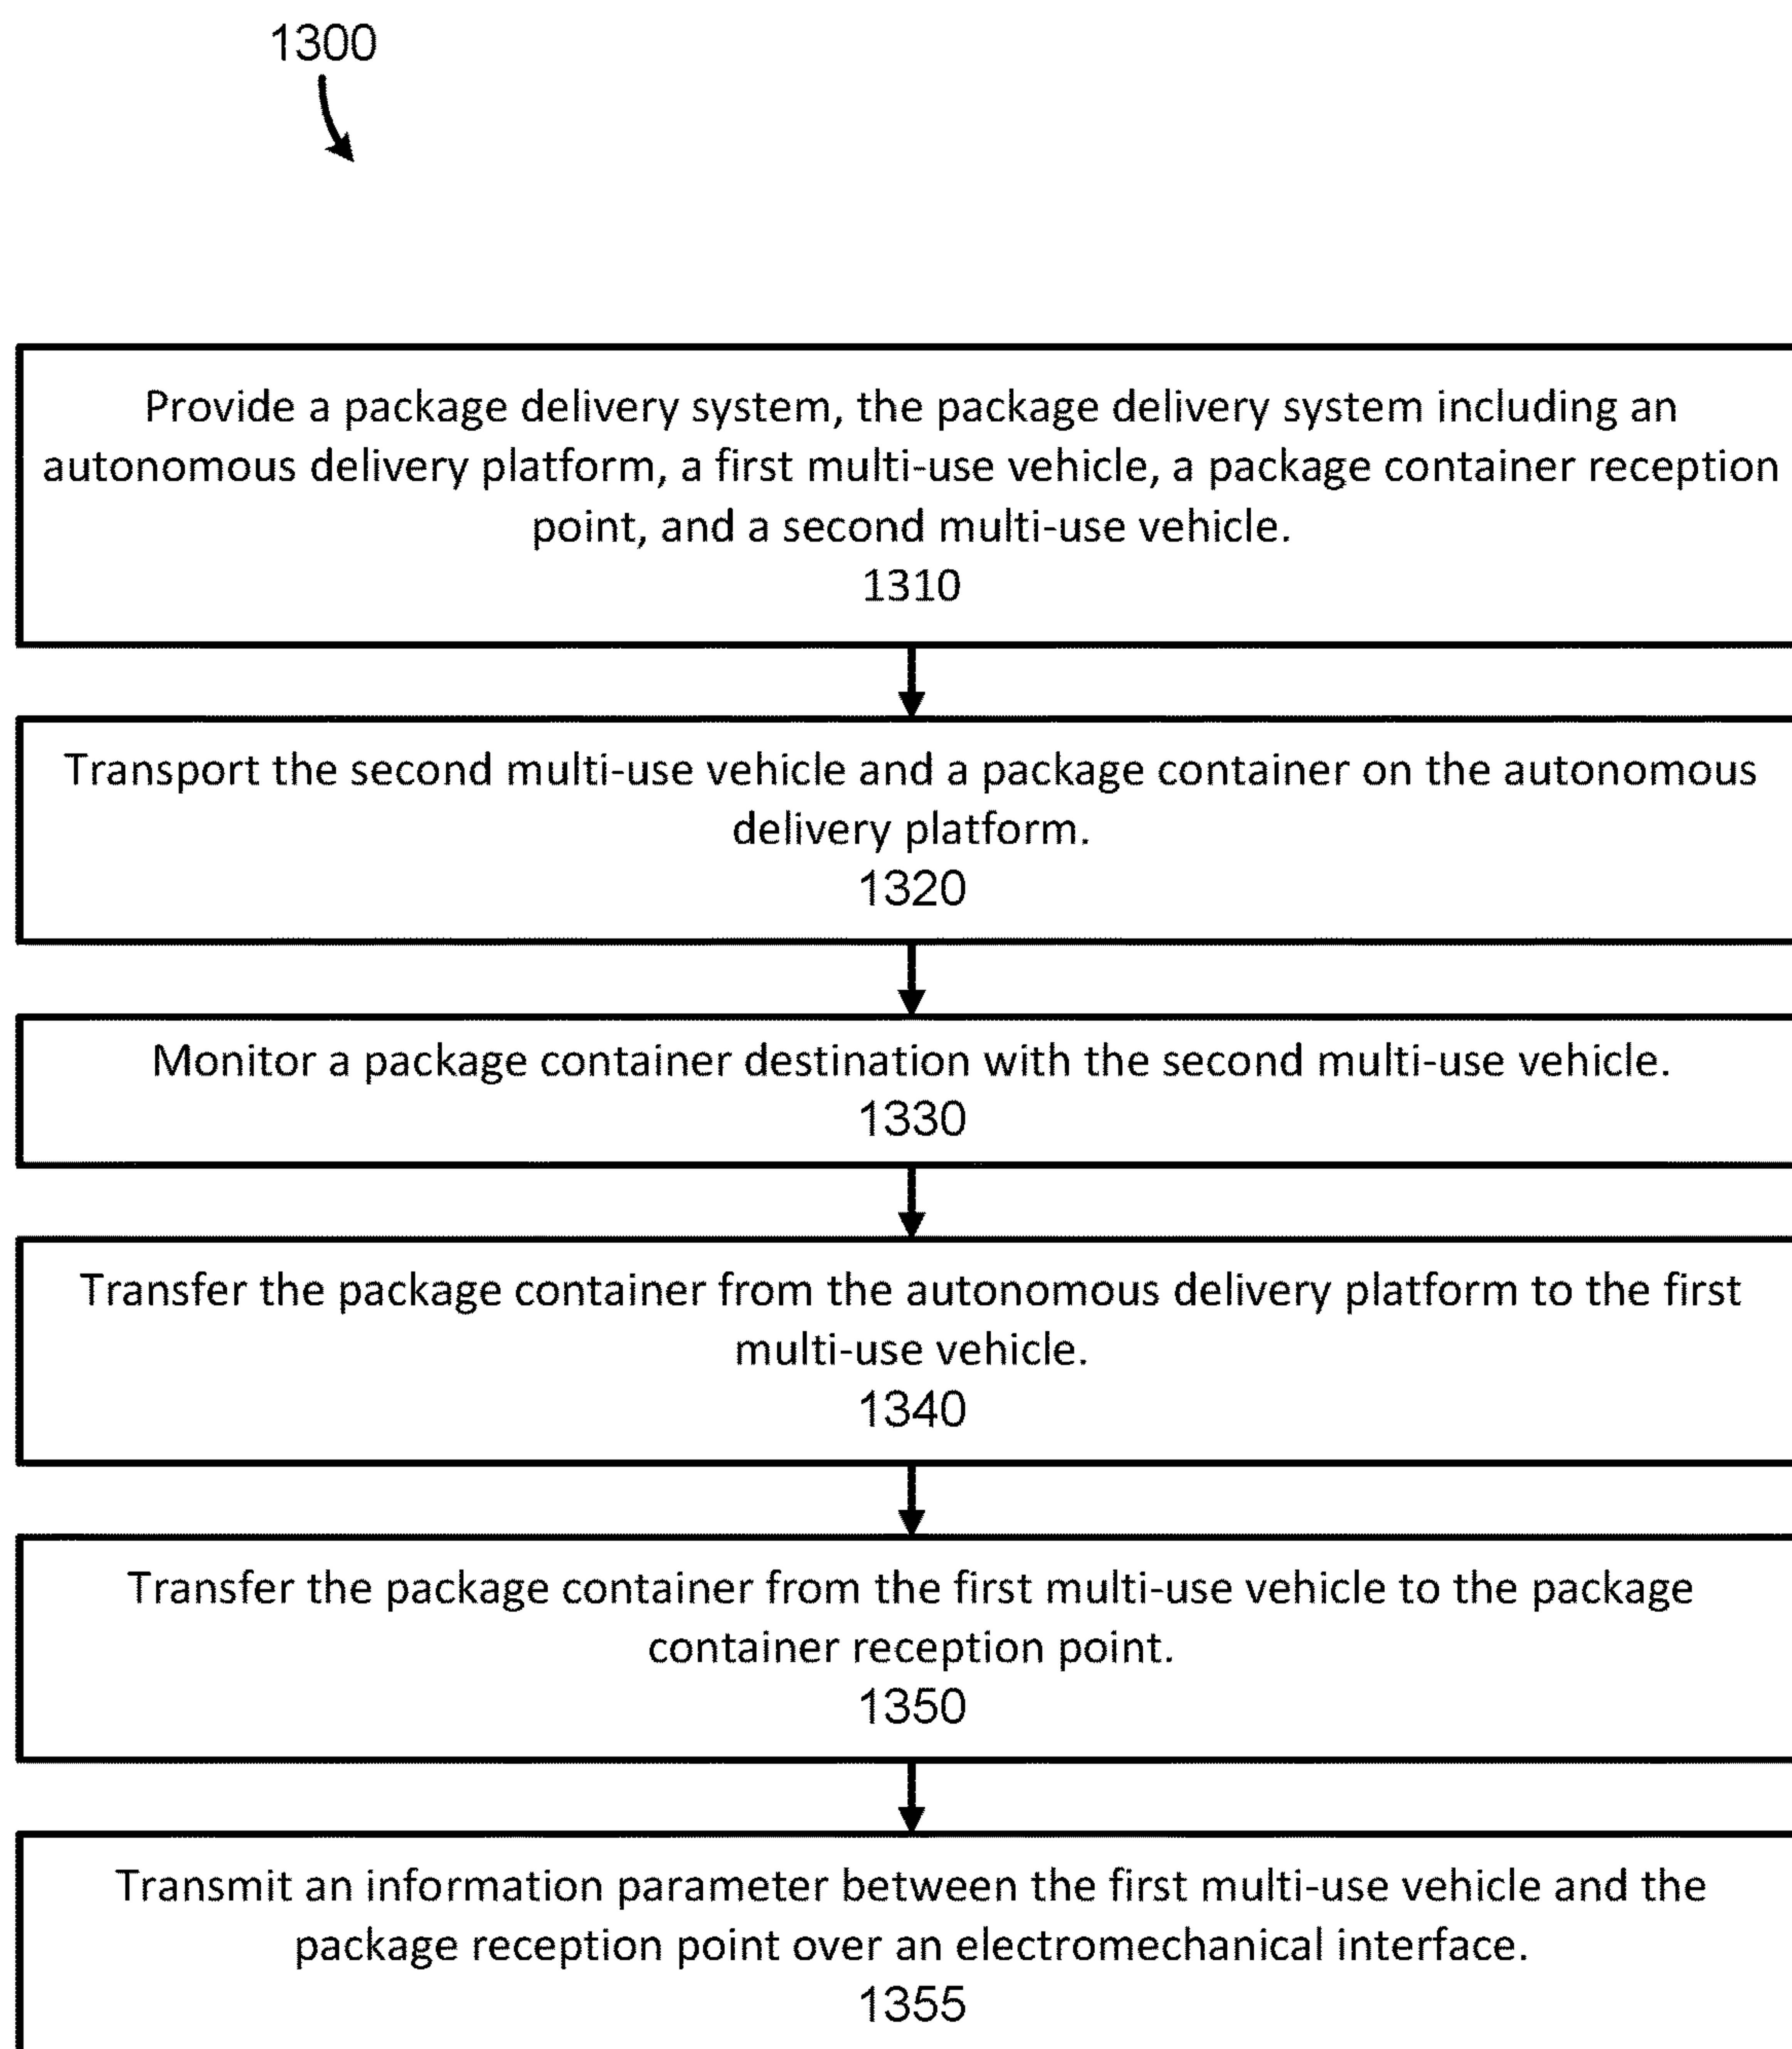 1300
Provide a package delivery system, the package delivery system including an
autonomous delivery platform, a first multi-use vehicle, a package container reception
point, and a second multi-use vehicle.
1310
Transport the second multi-use vehicle and a package container on the autonomous
delivery platform.
1320
Monitor a package container destination with the second multi-use vehicle.
1330
Transfer the package container from the autonomous delivery platform to the first
multi-use vehicle.
1340
Transfer the package container from the first multi-use vehicle to the package
container reception point.
1350
Transmit an information parameter between the first multi-use vehicle and the
package reception point over an electromechanical interface.
1355